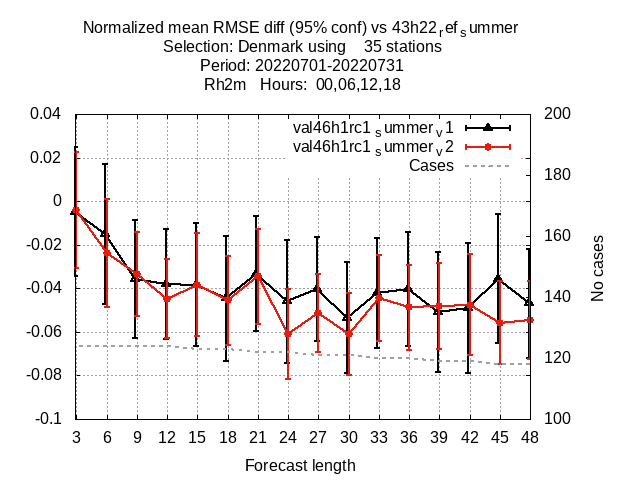 Normalized mean RMSE diff (95% conf) vs 43h22refsummer
Selection: Denmark using 35 stations
Period: 20220701-20220731
Rh2m Hours: 00,06,12,18
val46h1rc1summerv1
val46h1rc1summerv2
Cases
0.04
0.02
0
-0.02
-0.04
-0.06
-0.08
-0.1
200
180
160
140
120
100
No cases
3 6 9 12 15 18 21 24 27 30 33 36 39 42 45 48
Forecast length